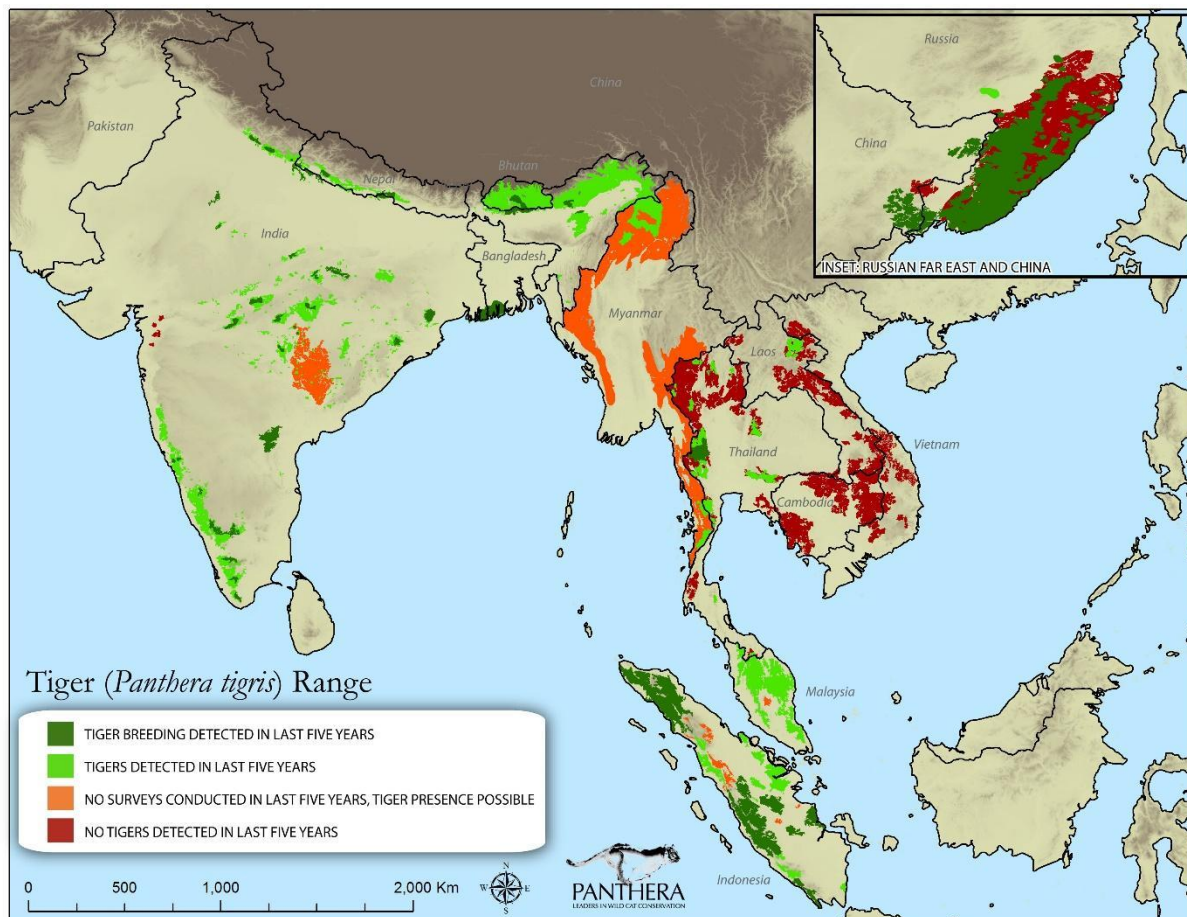 Russia
China
China
INSET: RUSSIAN FAR EAST AND CHINA
Pakistan
Nepal
Bhutan
India
Bangladesh
Myanmar
Laos
Thailand
Vietnam
Cambodia
Malaysia
Indonesia
Tiger (Panthera tigris) Range
TIGER BREEDING DETECTED IN LAST FIVE YEARS
TIGERS DETECTED IN LAST FIVE YEARS
NO SURVEYS CONDUCTED IN LAST FIVE YEARS, TIGER PRESENCE POSSIBLE
NO TIGERS DETECTED IN LAST FIVE YEARS
0 500 1,000 2,000 Km
N
W E
S
PANTHERA
LEADERS IN WILD CAT CONSERVATION